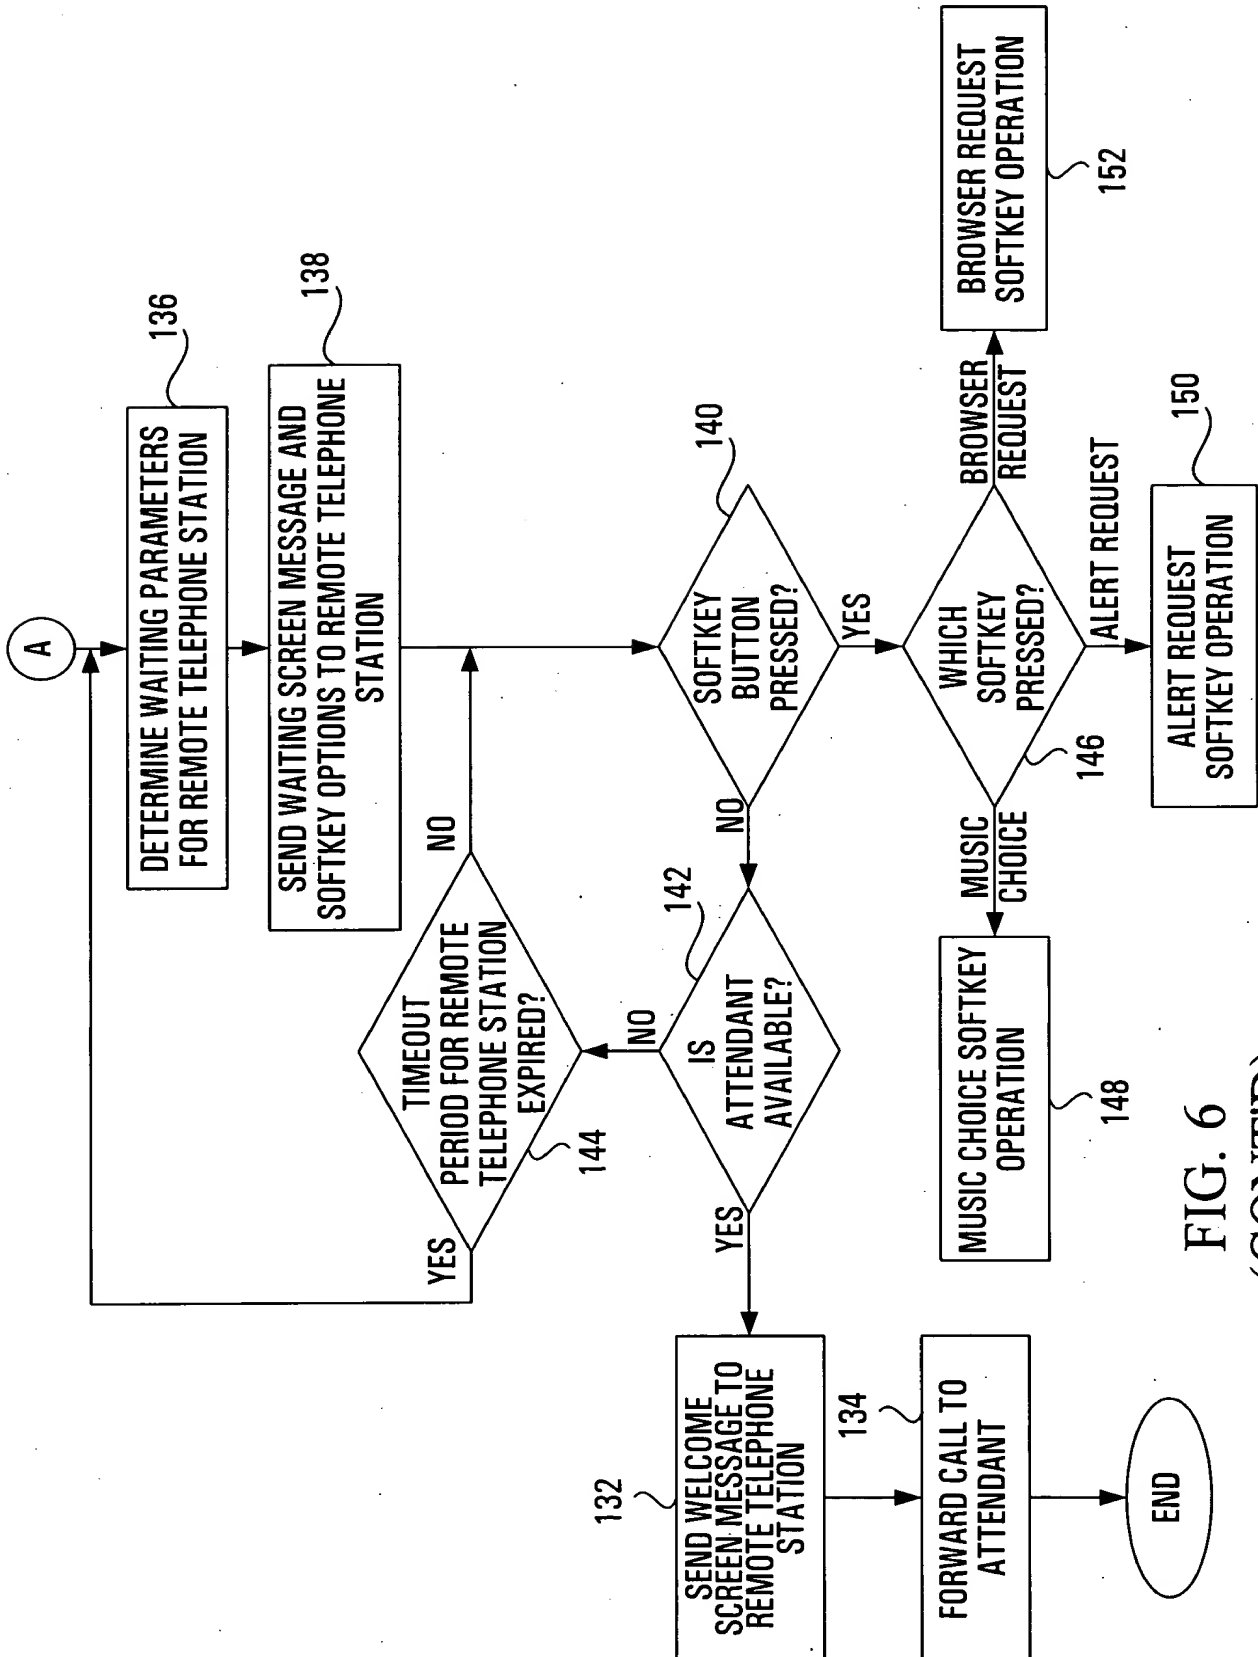 A
136
DETERMINE WAITING PARAMETERS
FOR REMOTE TELEPHONE STATION
138
SEND WAITING SCREEN MESSAGE AND
SOFTKEY OPTIONS TO REMOTE TELEPHONE
STATION
YES
NO
TIMEOUT
PERIOD FOR REMOTE
TELEPHONE STATION
EXPIRED?
144
NO
142
IS
ATTENDANT
AVAILABLE?
YES
NO
140
SOFTKEY
BUTTON
PRESSED?
YES
132
SEND WELCOME
SCREEN MESSAGE TO
REMOTE TELEPHONE
STATION
134
FORWARD CALL TO
ATTENDANT
END
WHICH
SOFTKEY
PRESSED?
146
MUSIC
CHOICE
MUSIC CHOICE SOFTKEY
OPERATION
148
BROWSER
REQUEST
BROWSER REQUEST
SOFTKEY OPERATION
152
ALERT REQUEST
150
ALERT REQUEST
SOFTKEY OPERATION
FIG. 6
(CONT'D)